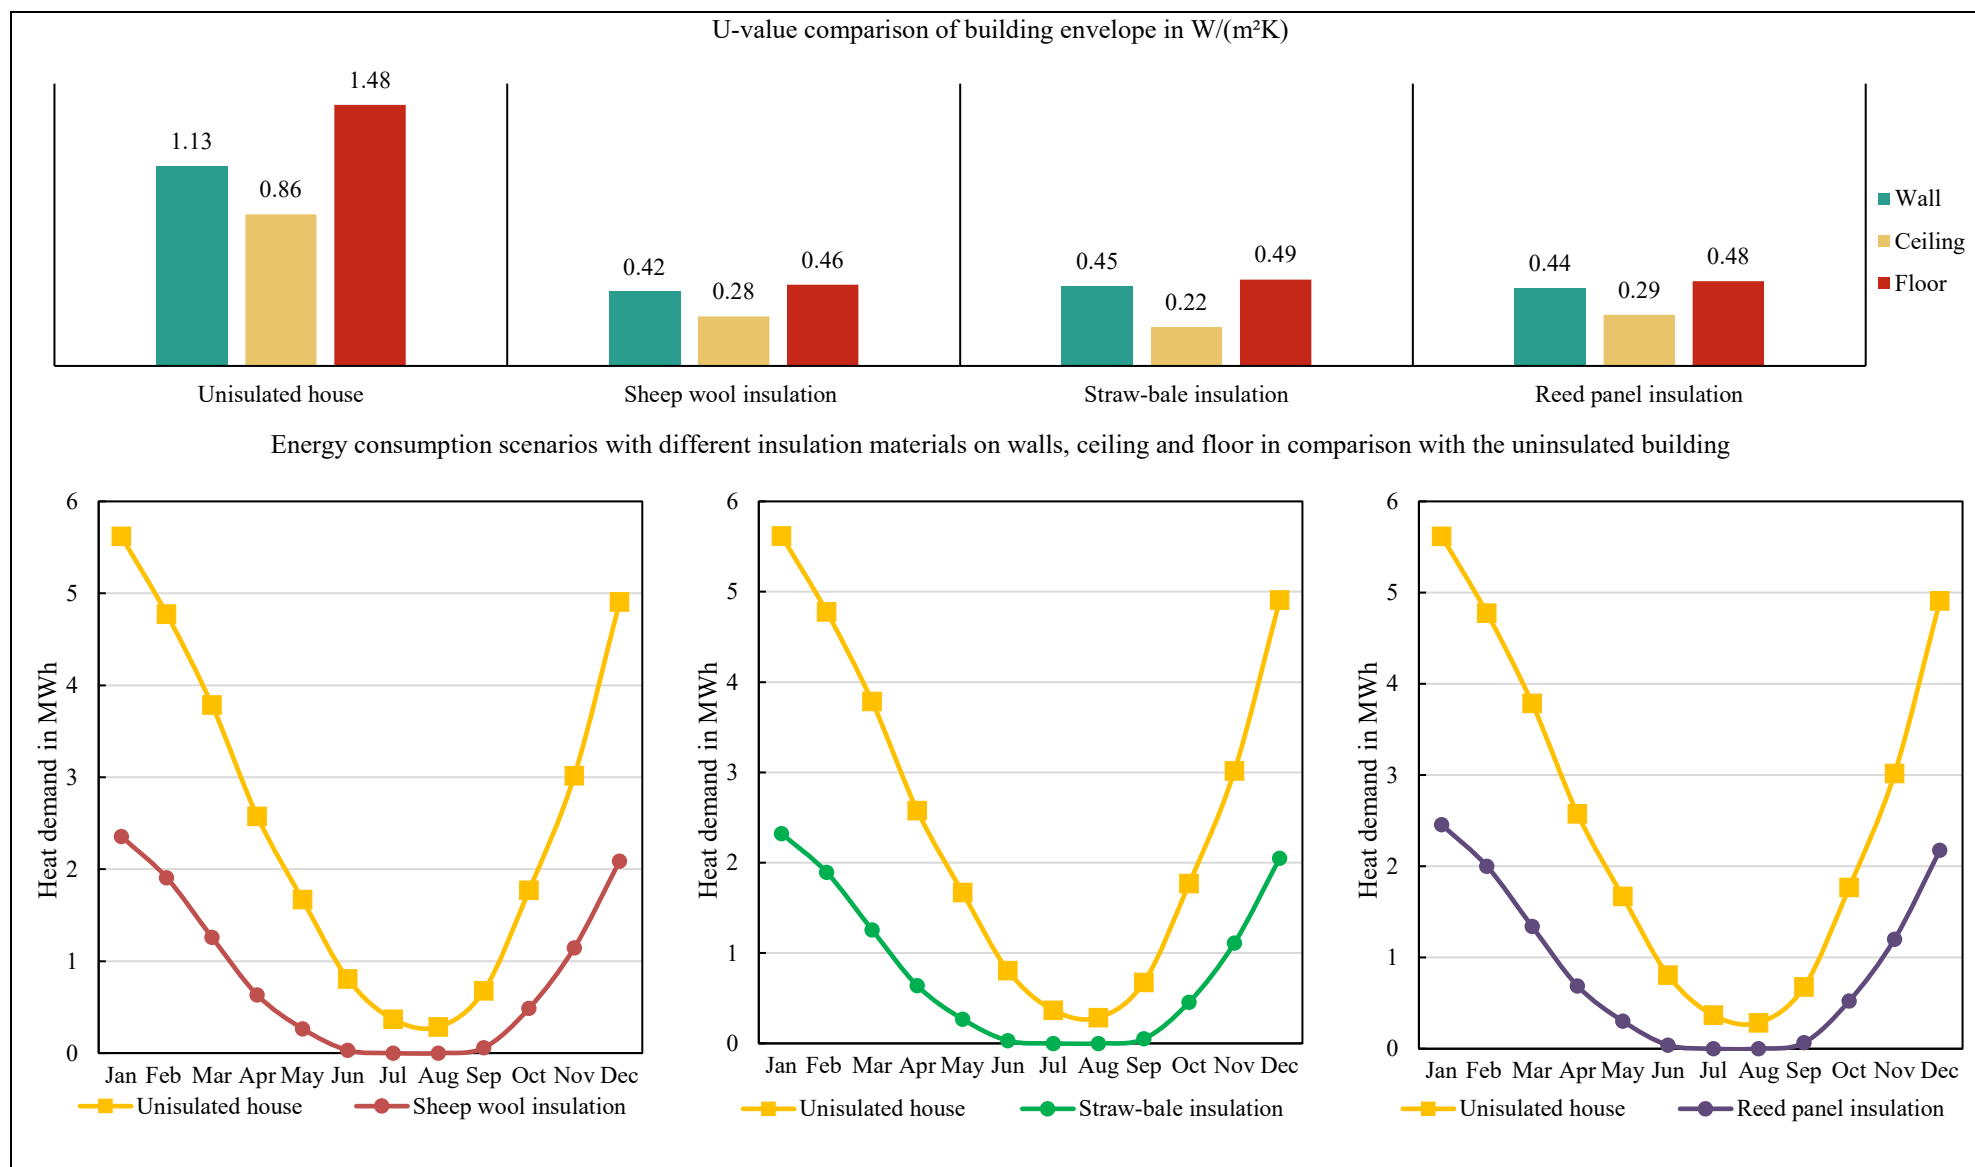 U-value comparison of building envelope in W/(m²K)
1.13
0.86
1.48
0.42
0.28
0.46
0.45
0.22
0.49
0.44
0.29
0.48
Wall
Ceiling
Floor
Unisulated house
Sheep wool insulation
Straw-bale insulation
Reed panel insulation
Energy consumption scenarios with different insulation materials on walls, ceiling and floor in comparison with the uninsulated building
Heat demand in MWh
6
5
4
3
2
1
0
Jan Feb Mar Apr May Jun Jul Aug Sep Oct Nov Dec
Unisulated house Sheep wool insulation
Heat demand in MWh
6
5
4
3
2
1
0
Jan Feb Mar Apr May Jun Jul Aug Sep Oct Nov Dec
Unisulated house Straw-bale insulation
Heat demand in MWh
6
5
4
3
2
1
0
Jan Feb Mar Apr May Jun Jul Aug Sep Oct Nov Dec
Unisulated house Reed panel insulation